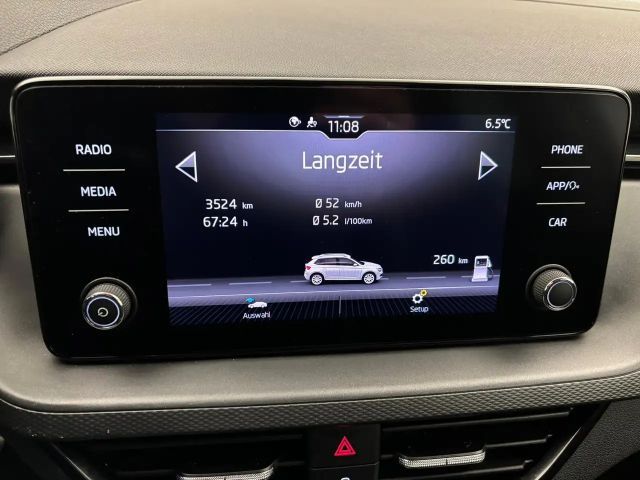 11:08
6.5°C
RADIO
MEDIA
MENU
Langzeit
3524 km
67:24 h
Ø 52 km/h
Ø 5.2 l/100km
260 km
Auswahl
Setup
PHONE
APP/
CAR